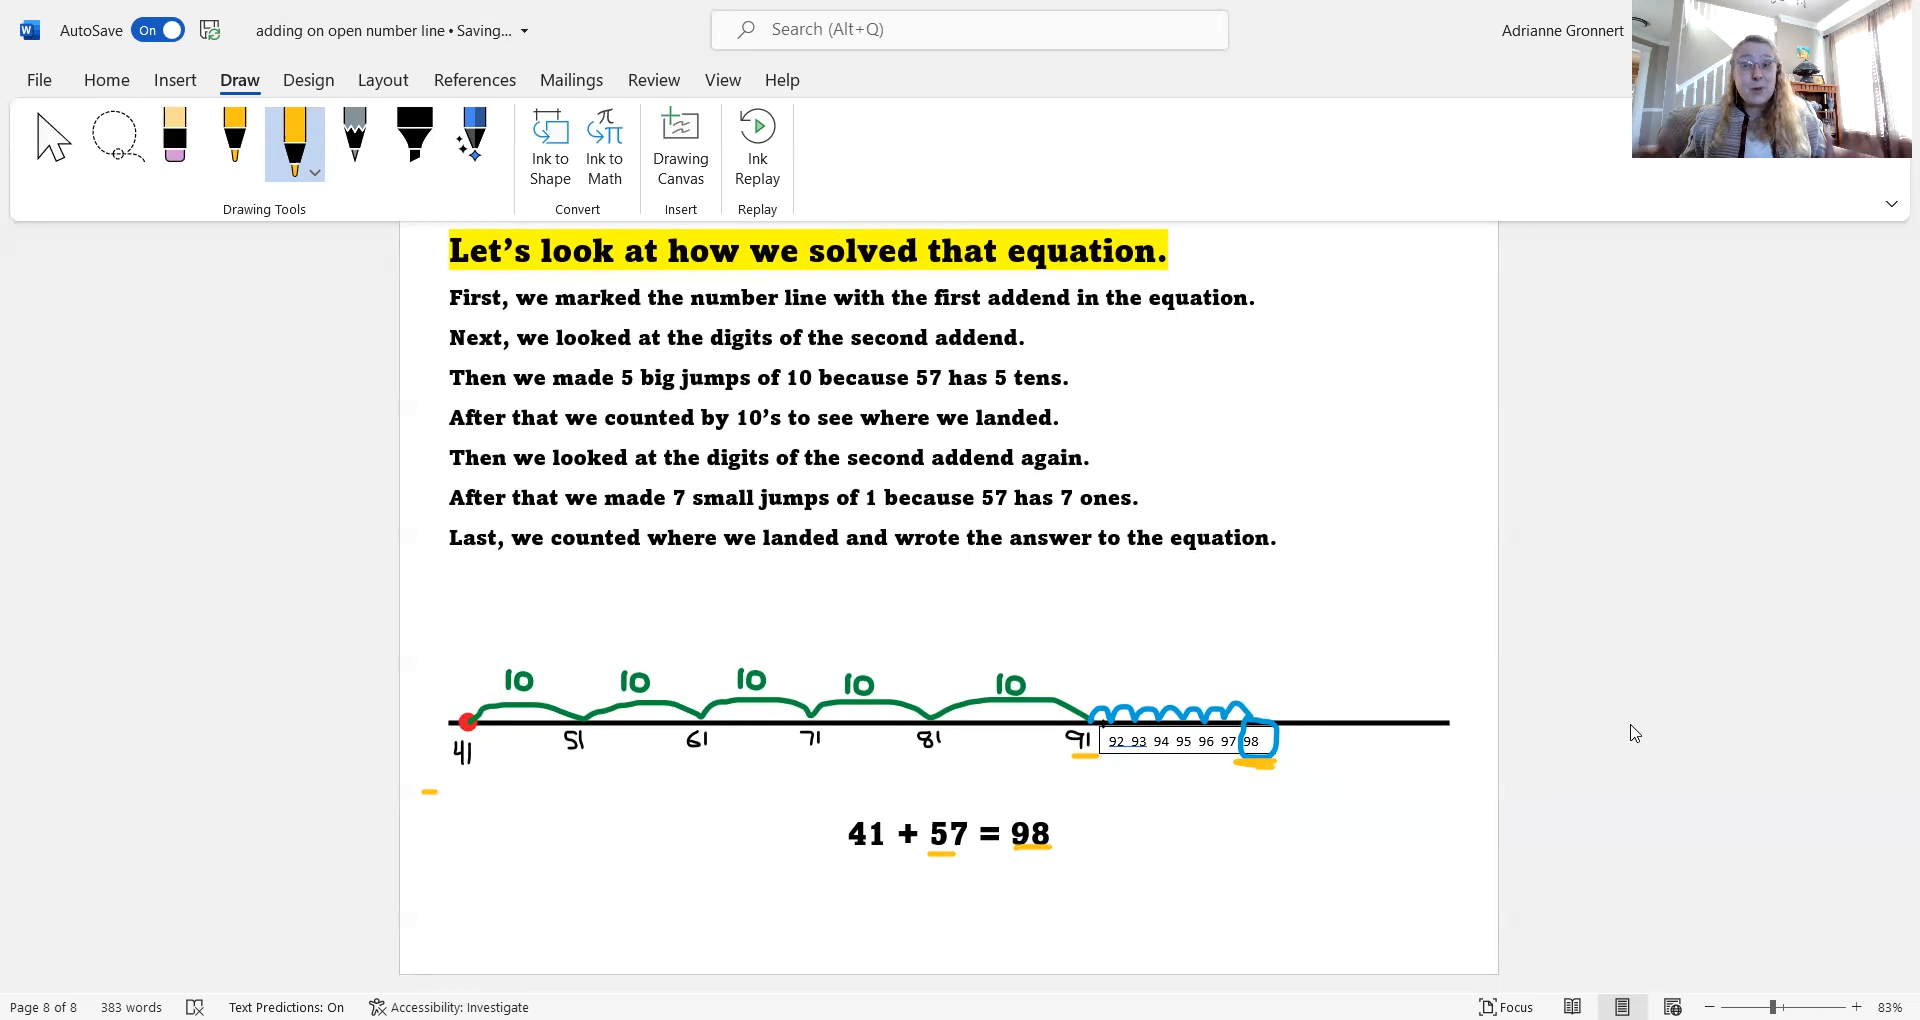 AutoSave On adding on open number line • Saving... Search (Alt+Q) Adrianne Gronnert
File Home Insert Draw Design Layout References Mailings Review View Help
Ink to Shape
Ink to Math
Drawing Canvas
Ink Replay
Drawing Tools Convert Insert Replay
Let's look at how we solved that equation.
First, we marked the number line with the first addend in the equation.
Next, we looked at the digits of the second addend.
Then we made 5 big jumps of 10 because 57 has 5 tens.
After that we counted by 10's to see where we landed.
Then we looked at the digits of the second addend again.
After that we made 7 small jumps of 1 because 57 has 7 ones.
Last, we counted where we landed and wrote the answer to the equation.
10 10 10 10 10
41 51 61 71 81 91 92 93 94 95 96 97 98
41 + 57 = 98
Page 8 of 8 383 words Text Predictions: On Accessibility: Investigate Focus 83%